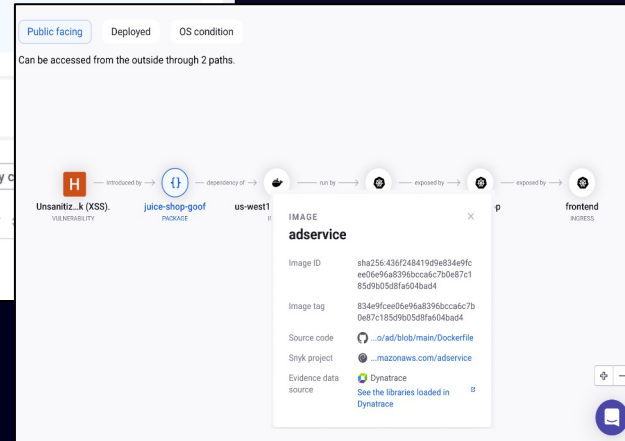 Public facing Deployed OS condition
Can be accessed from the outside through 2 paths.
H introduced by {} dependency of run by exposed by exposed by
Unsanitiz...k (XSS). juice-shop-goof us-west1 -p frontend
VULNERABILITY PACKAGE INGRESS
IMAGE
adservice
Image ID sha256:436f248419d9e834e9fc
ee06e96a8396bcca6c7b0e87c1
85d9b05d8fa604bad4
Image tag 834e9fcee06e96a8396bcca6c7b
0e87c185d9b05d8fa604bad4
Source code ...o/ad/blob/main/Dockerfile
Snyk project ...mazonaws.com/adservice
Evidence data Dynatrace
source See the libraries loaded in
Dynatrace
y c